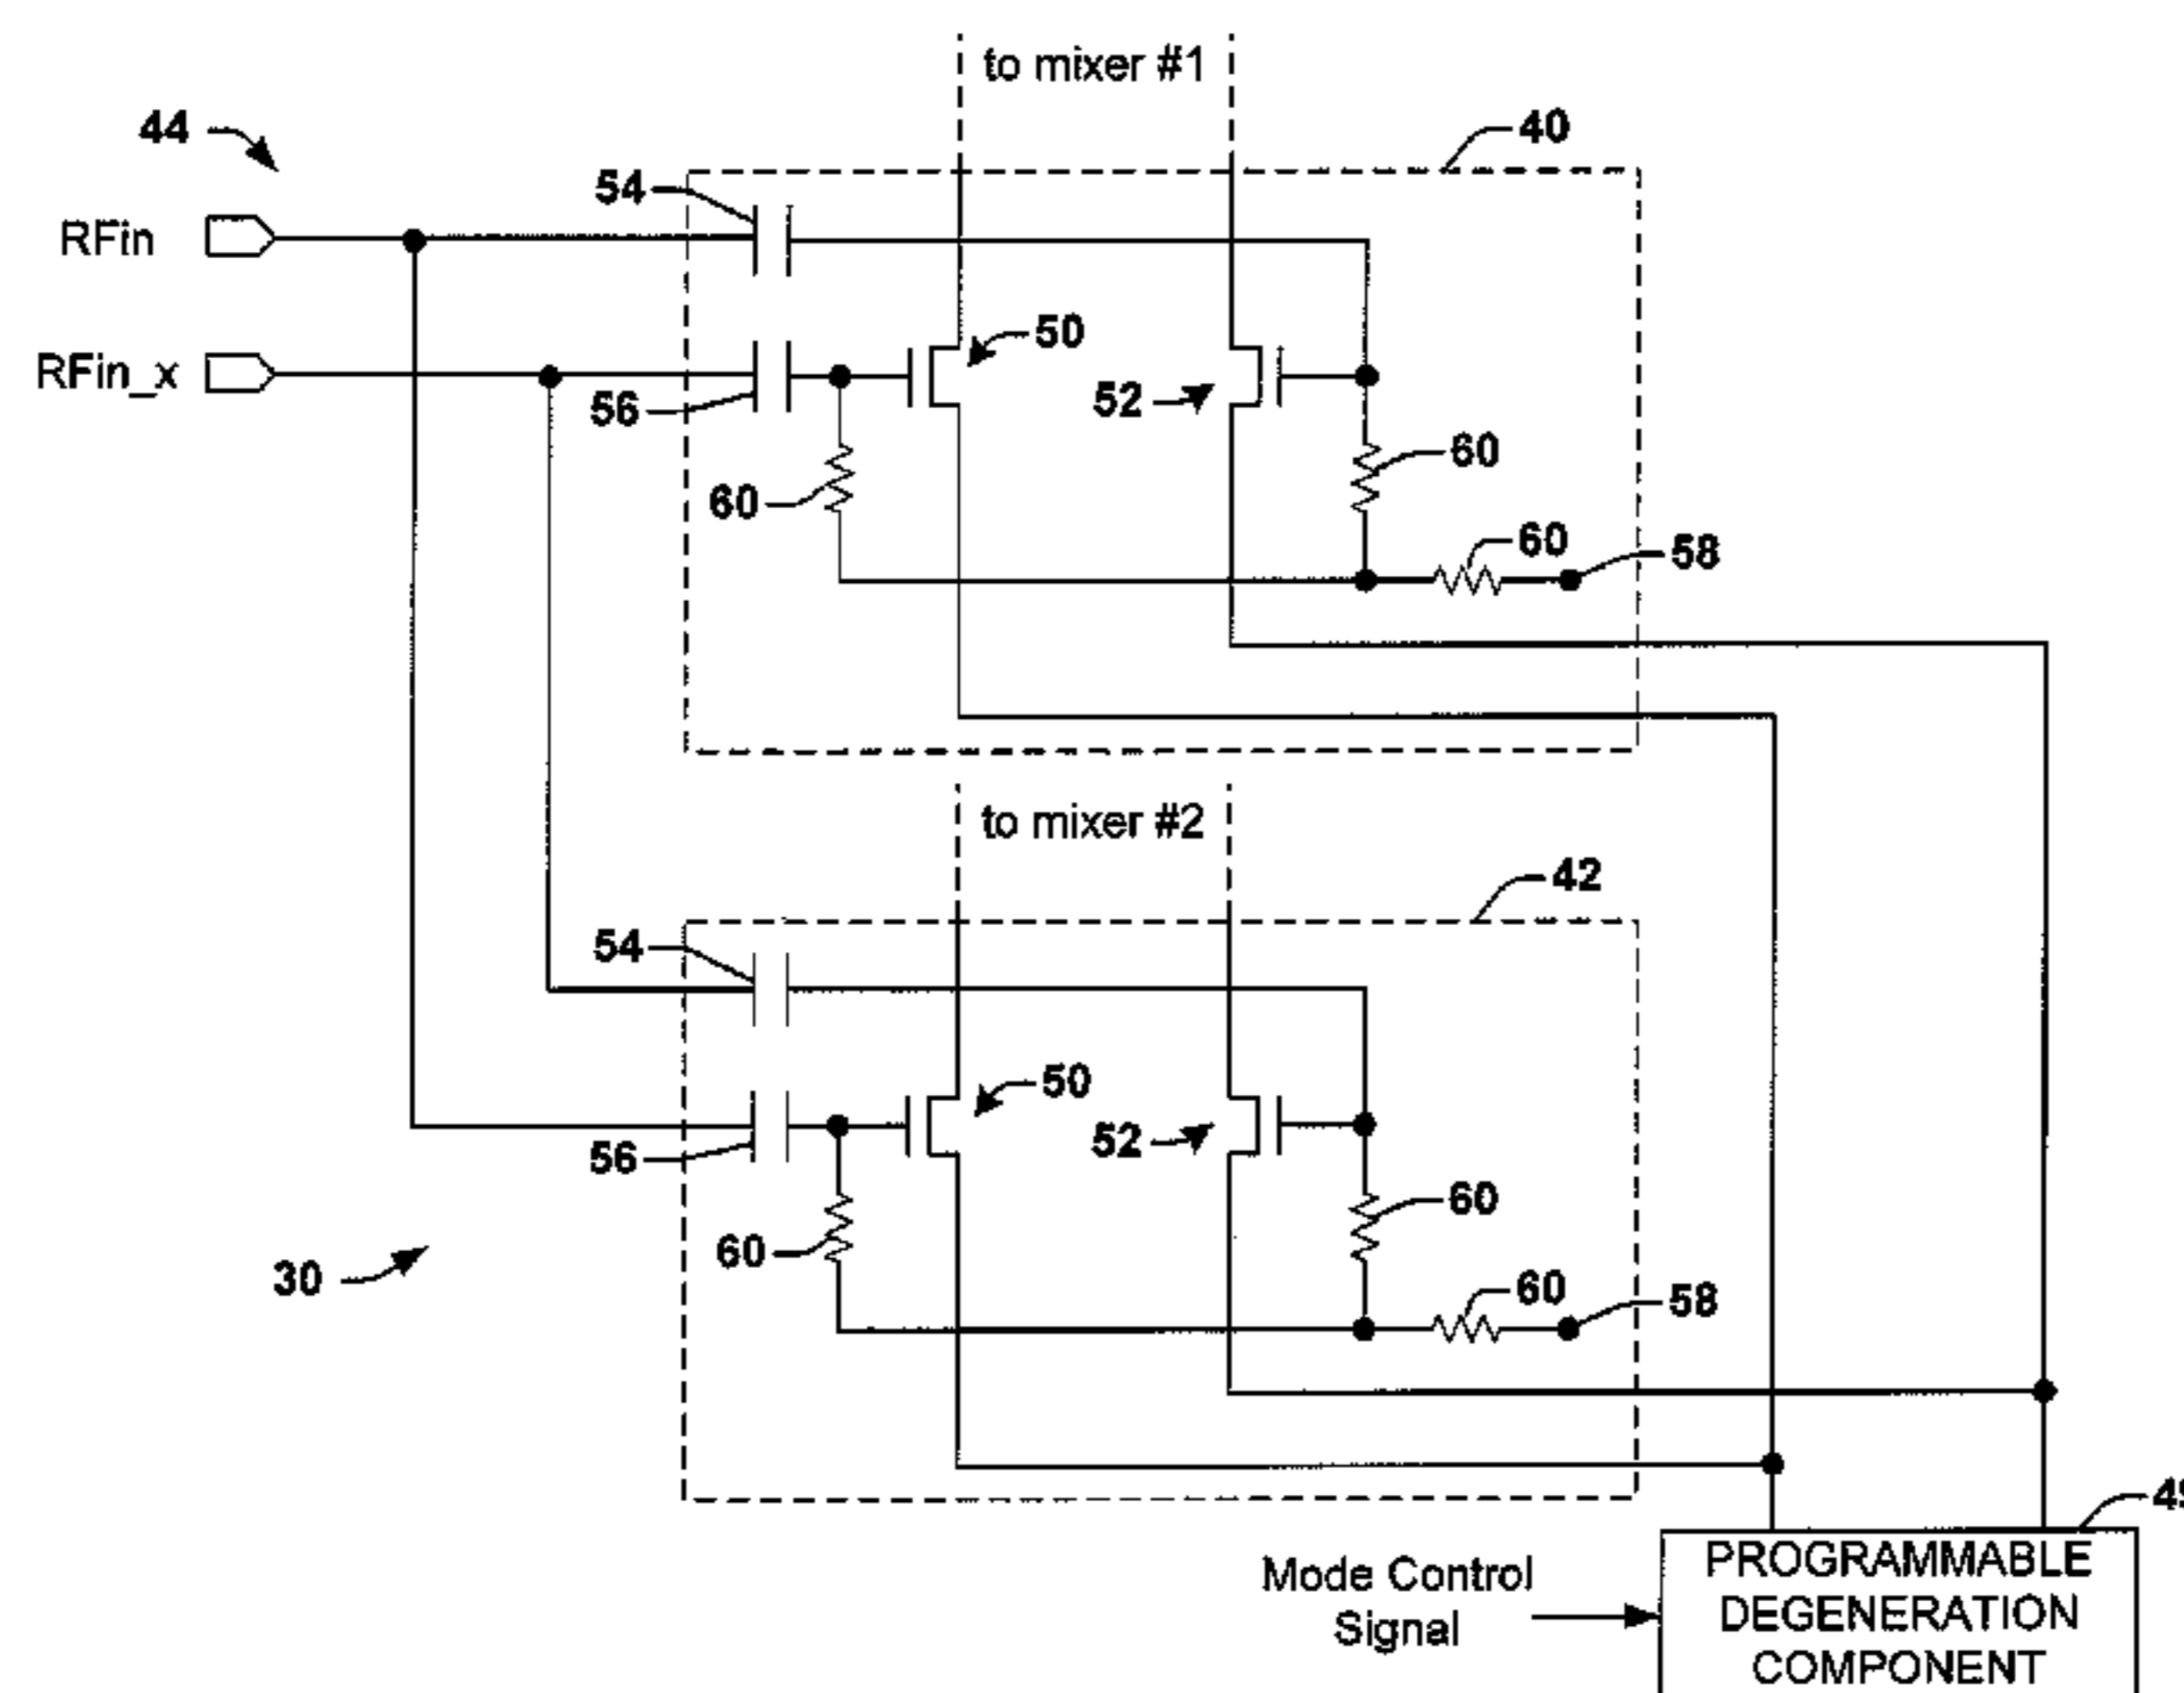 to mixer #1
44
40
54
RFin
50
RFin_x
52
56
60
60
60
58
to mixer #2
42
54
50
52
56
60
60
30
60
58
Mode Control
Signal
PROGRAMMABLE
DEGENERATION
COMPONENT